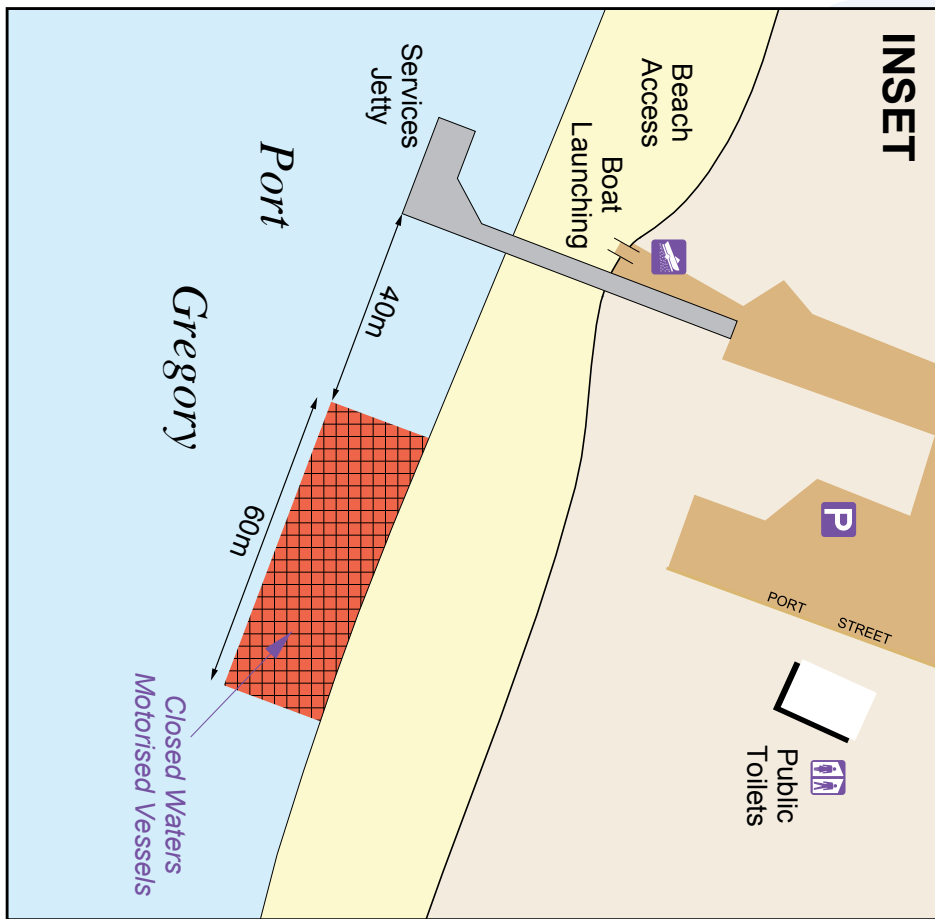 INSET
Beach
Access
Boat
Launching
Services
Jetty
Port
Gregory
40m
60m
P
PORT STREET
Public
Toilets
Closed Waters
Motorised Vessels